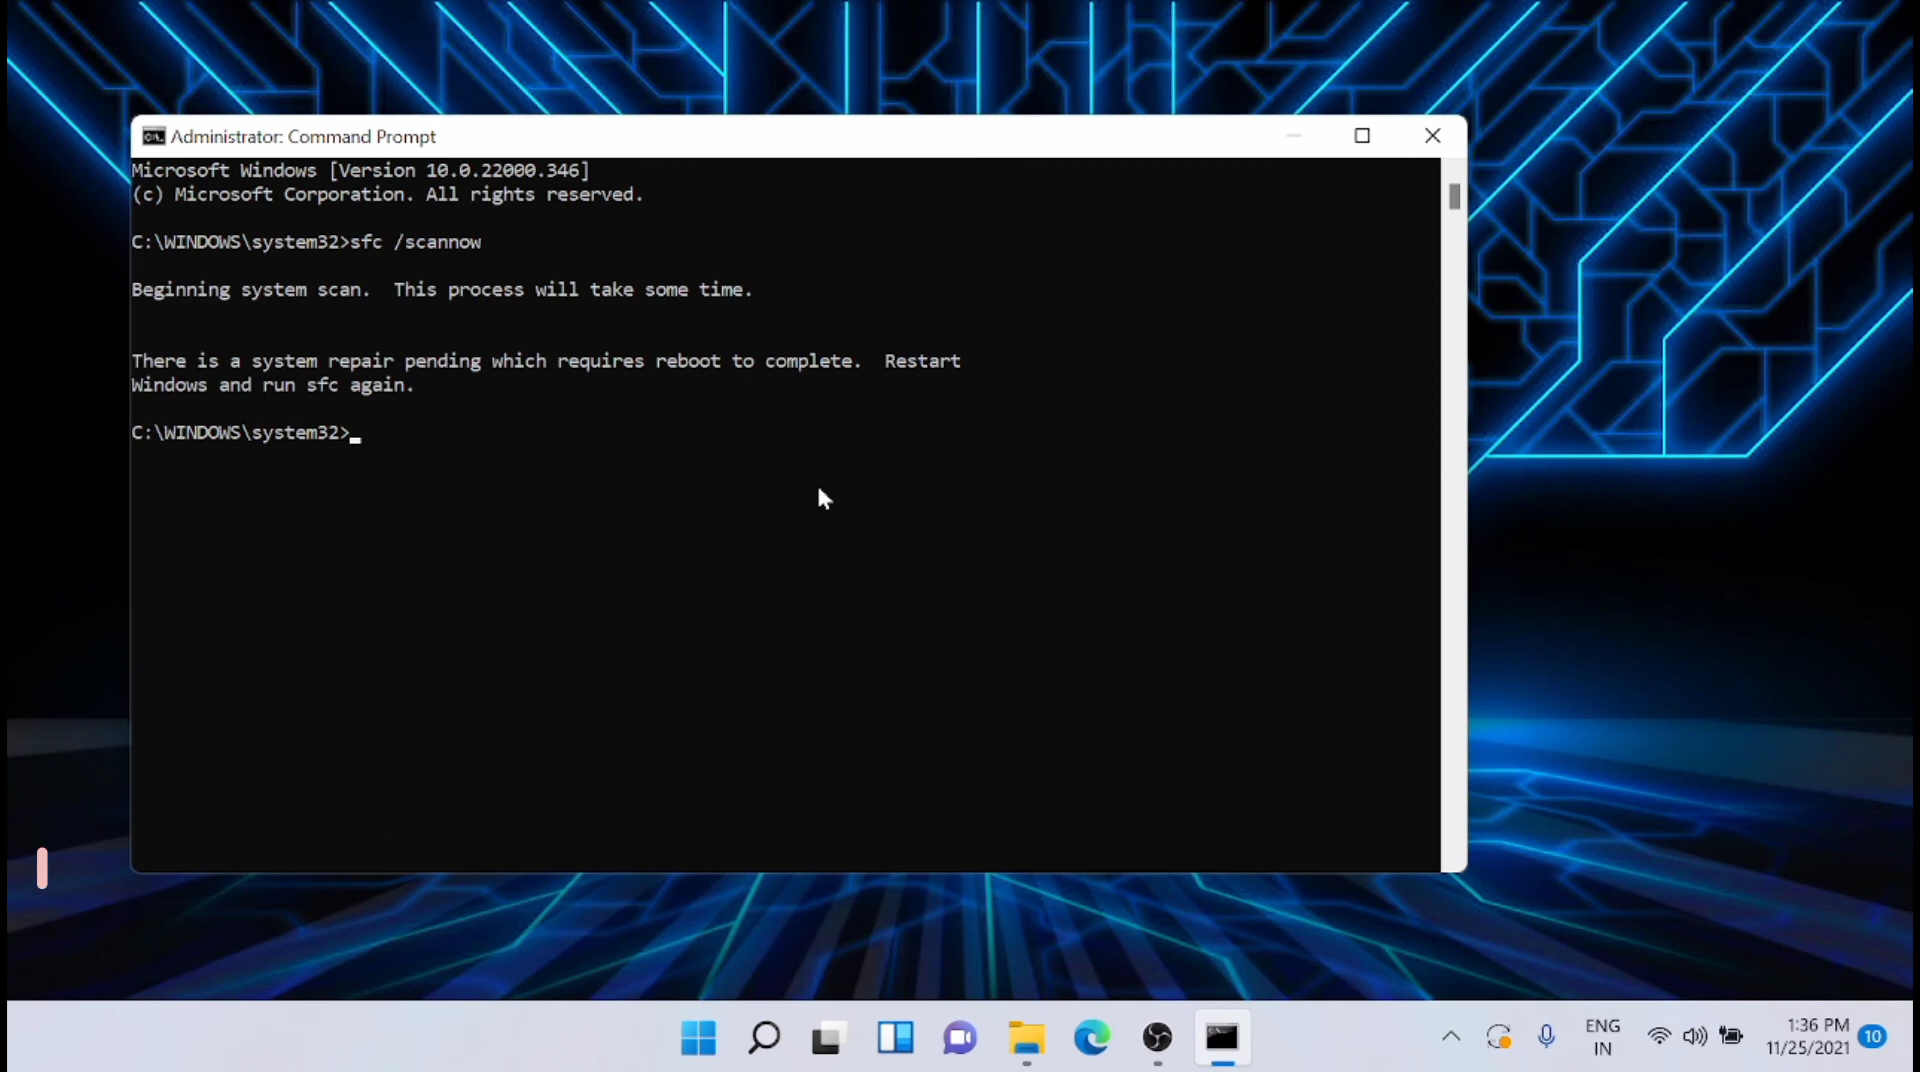 Administrator: Command Prompt
Microsoft Windows [Version 10.0.22000.346]
(c) Microsoft Corporation. All rights reserved.
C:\WINDOWS\system32>sfc /scannow
Beginning system scan.  This process will take some time.
There is a system repair pending which requires reboot to complete.  Restart
Windows and run sfc again.
C:\WINDOWS\system32>
ENG
IN
1:36 PM
11/25/2021
10